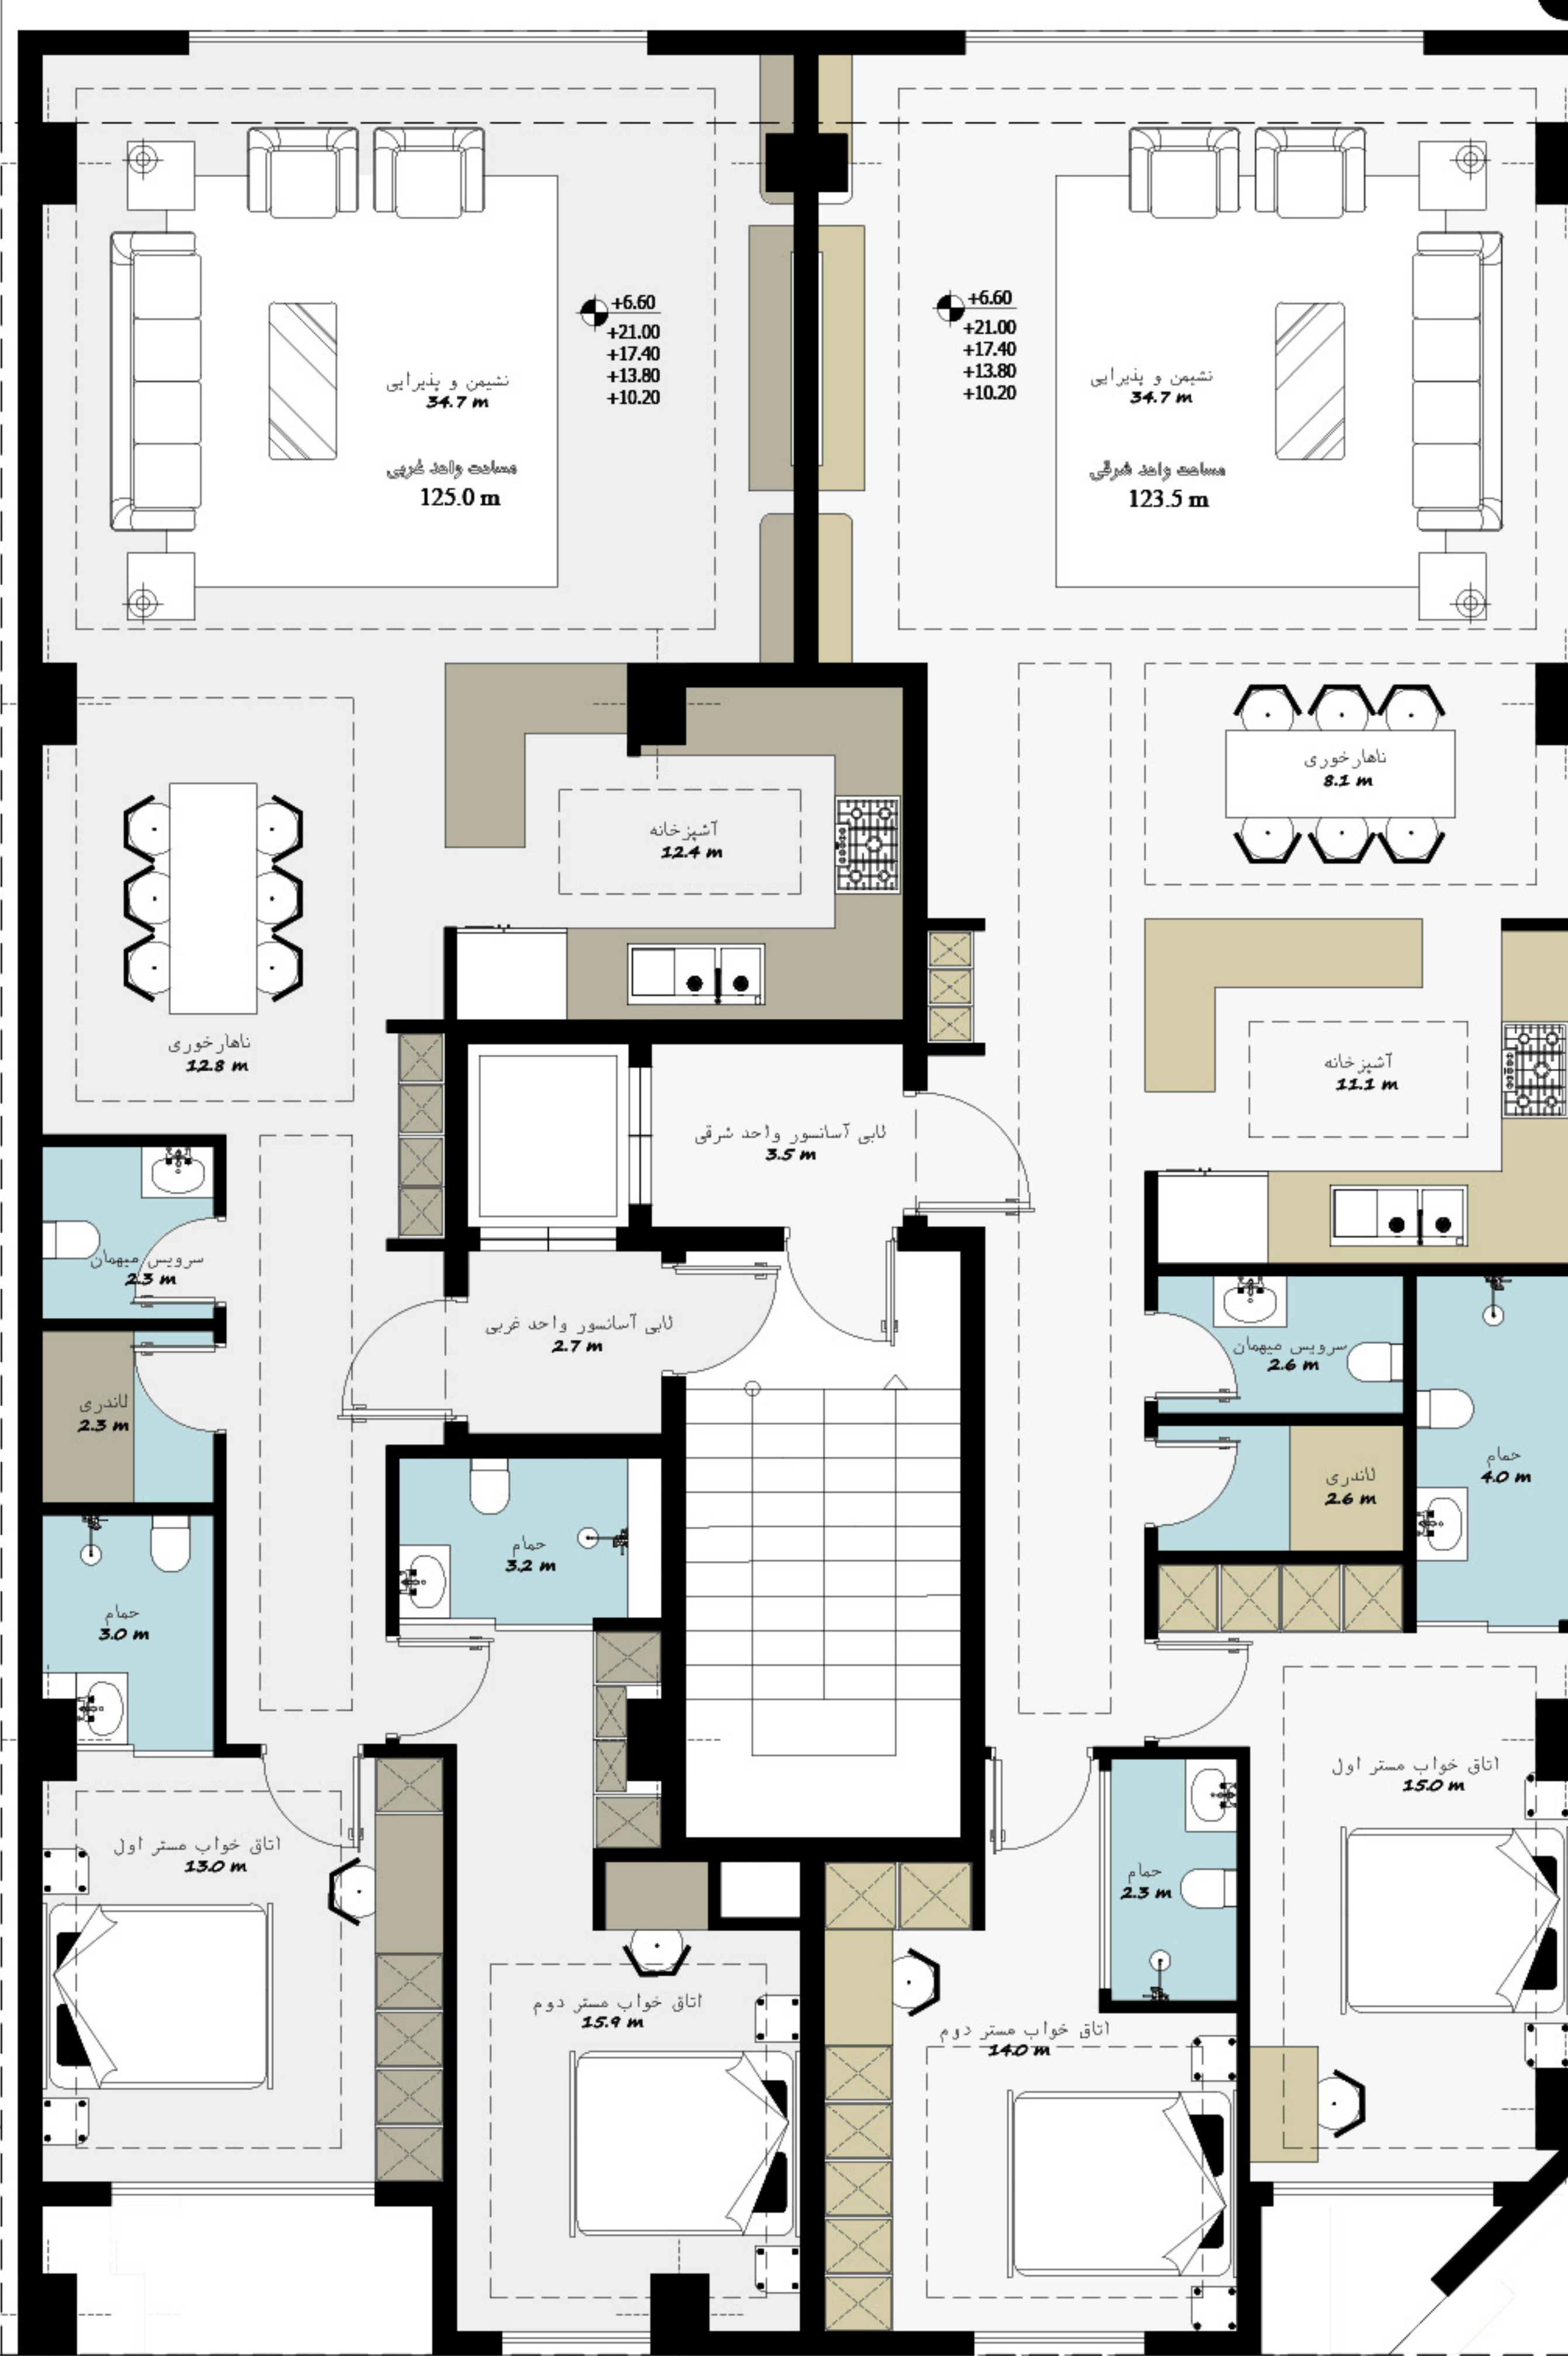 +6.60
+21.00
+17.40
+13.80
+10.20
نشیمن و پذیرایی
34.7 m
مساحت واحد غربی
125.0 m
+6.60
+21.00
+17.40
+13.80
+10.20
نشیمن و پذیرایی
34.7 m
مساحت واحد شرقی
123.5 m
ناهارخوری
8.1 m
آشپزخانه
12.4 m
ناهارخوری
12.8 m
آشپزخانه
11.1 m
لابی آسانسور واحد شرقی
3.5 m
سرویس میهمان
2.3 m
لابی آسانسور واحد غربی
2.7 m
سرویس میهمان
2.6 m
لاندری
2.3 m
حمام
4.0 m
لاندری
2.6 m
حمام
3.2 m
حمام
3.0 m
اتاق خواب مستر اول
15.0 m
اتاق خواب مستر اول
13.0 m
حمام
2.3 m
اتاق خواب مستر دوم
15.9 m
اتاق خواب مستر دوم
14.0 m